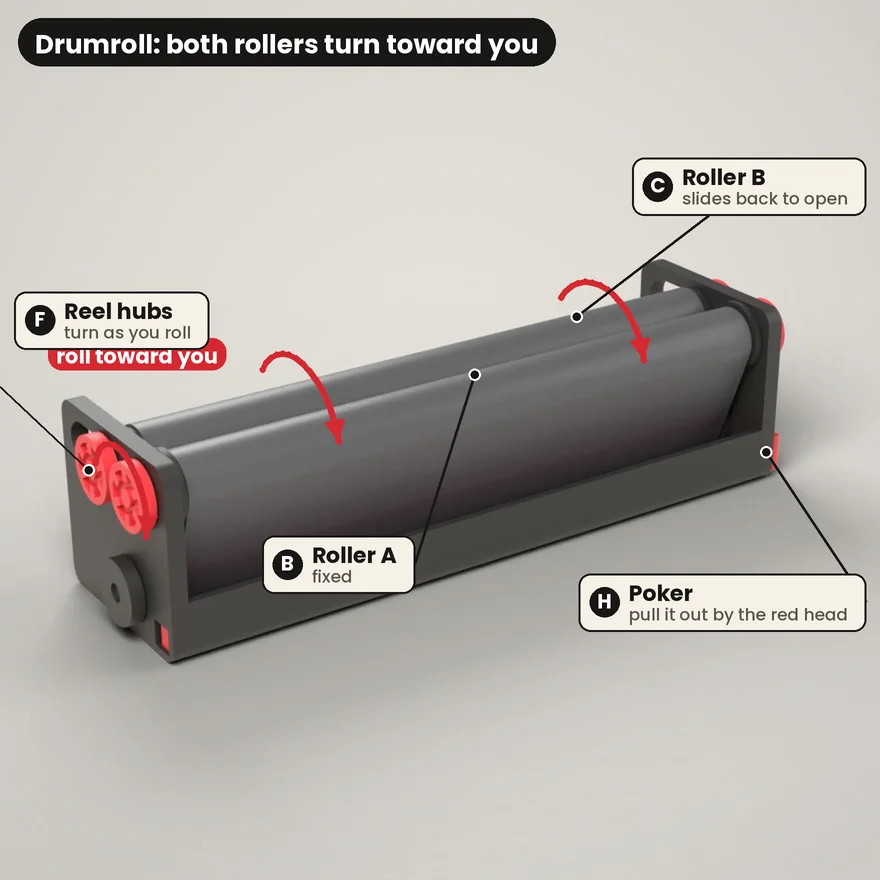 Drumroll: both rollers turn toward you
C Roller B
slides back to open
F Reel hubs
turn as you roll
roll toward you
B Roller A
fixed
H Poker
pull it out by the red head